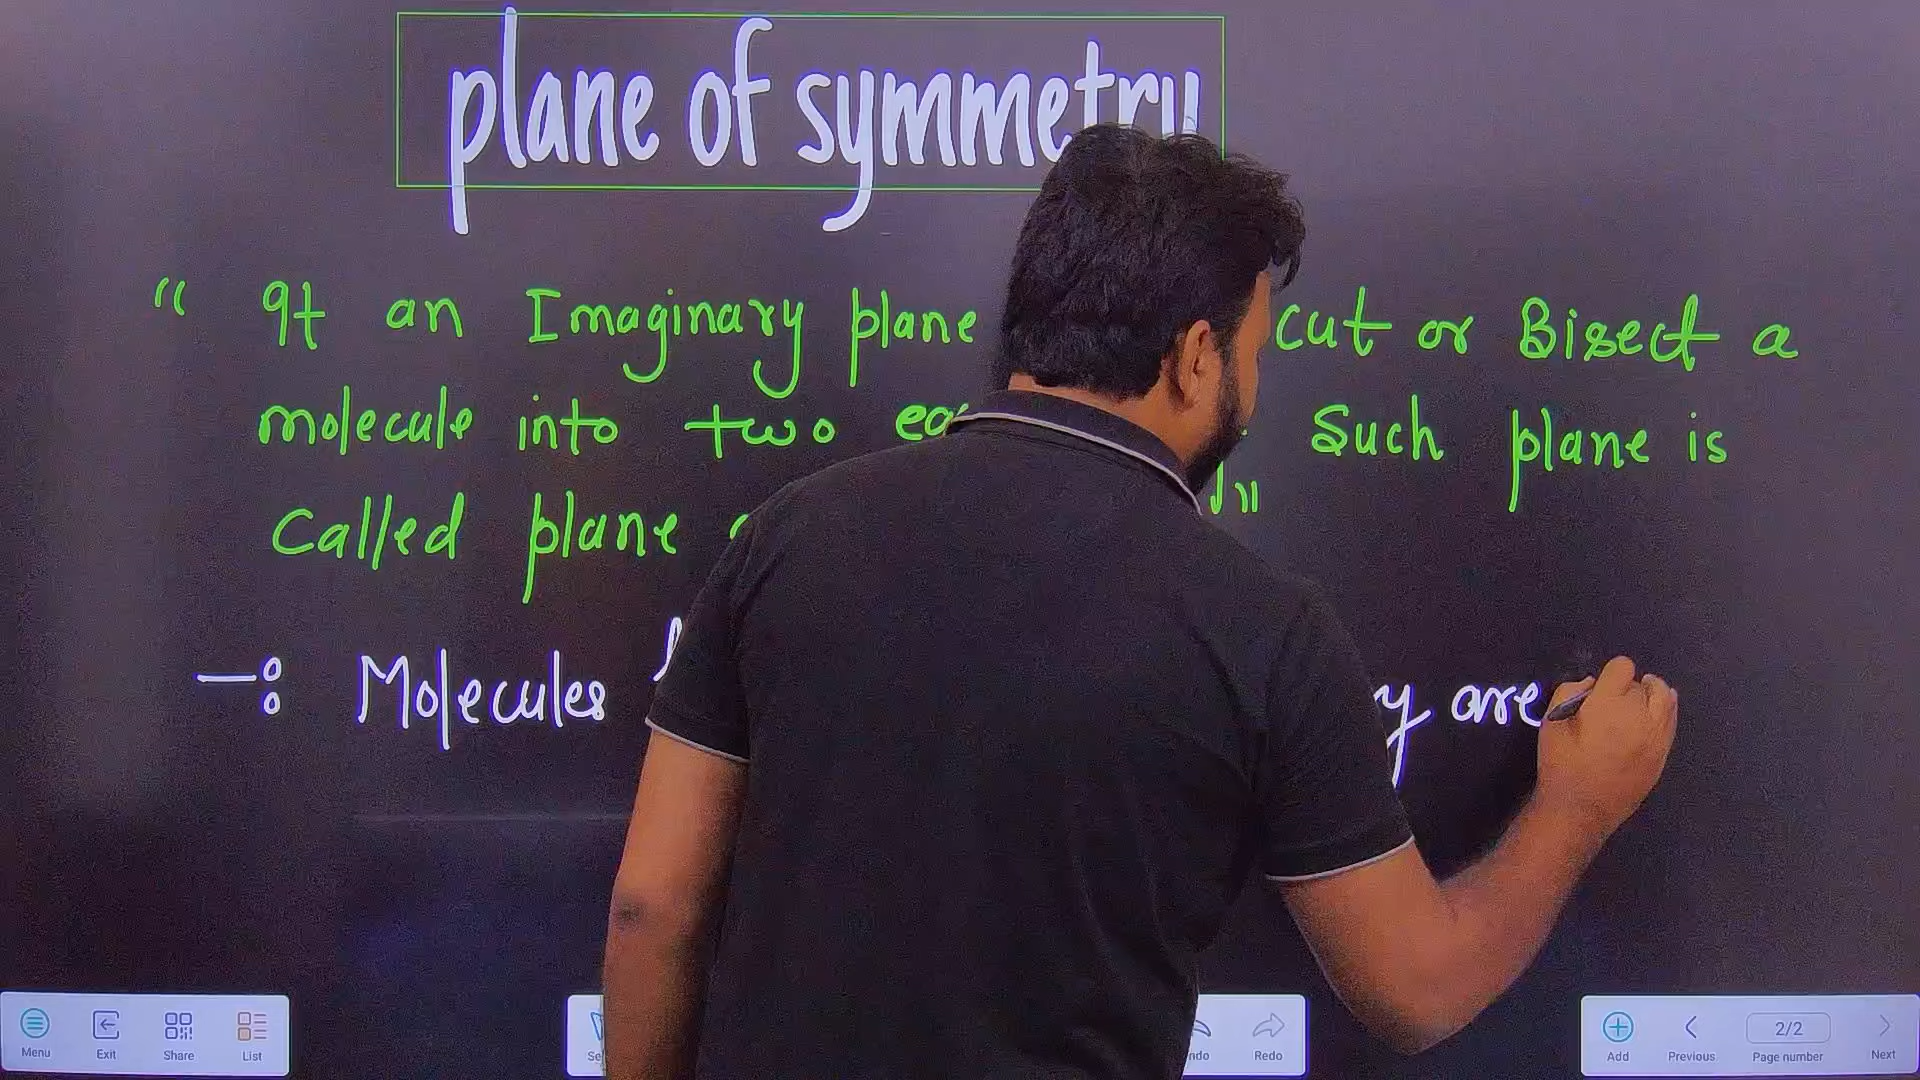 plane of symmetry
“ It an Imaginary plane cut or Bisect a
molecule into two Such plane is
Called plane "
—: Molecules are
Menu Exit Share List Redo Add Previous 2/2 Page number Next